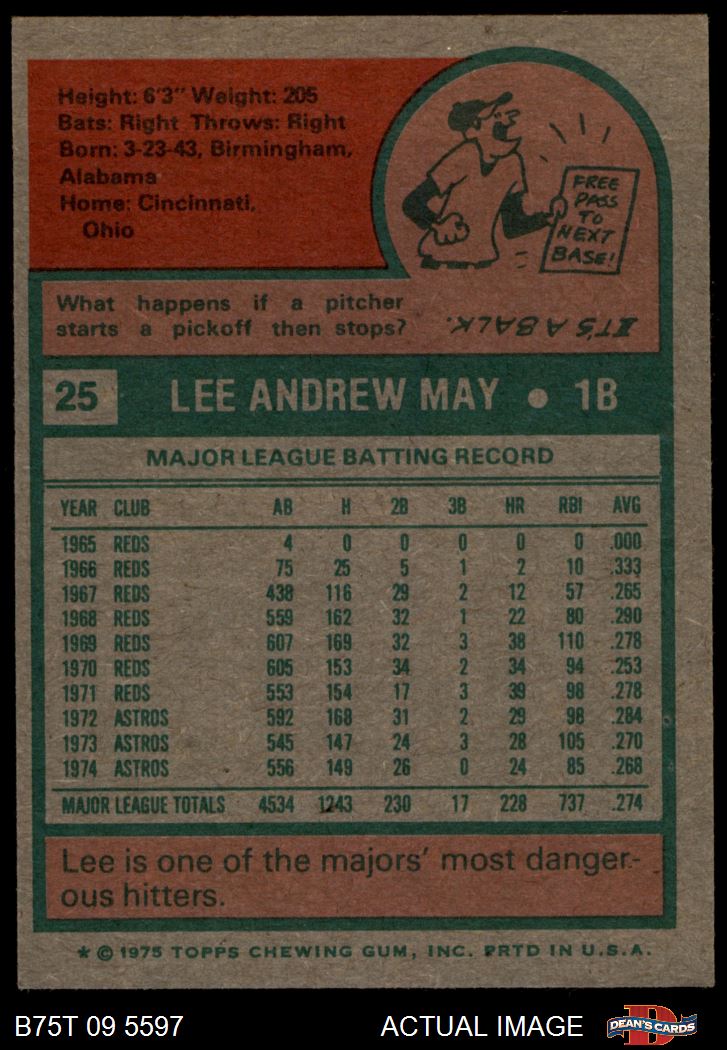 Height: 6'3" Weight: 205
Bats: Right Throws: Right
Born: 3-23-43, Birmingham,
Alabama
Home: Cincinnati,
Ohio
FREE
PASS
TO
NEXT
BASE!
What happens if a pitcher
starts a pickoff then stops?
IT'S A BALK.
25 LEE ANDREW MAY ● 1B
MAJOR LEAGUE BATTING RECORD
YEAR CLUB AB H 2B 3B HR RBI AVG
1965 REDS 4 0 0 0 0 0 .000
1966 REDS 75 25 5 1 2 10 .333
1967 REDS 438 116 29 2 12 57 .265
1968 REDS 559 162 32 1 22 80 .290
1969 REDS 607 169 32 3 38 110 .278
1970 REDS 605 153 34 2 34 94 .253
1971 REDS 553 154 17 3 39 98 .278
1972 ASTROS 592 168 31 2 29 98 .284
1973 ASTROS 545 147 24 3 28 105 .270
1974 ASTROS 556 149 26 0 24 85 .268
MAJOR LEAGUE TOTALS 4534 1243 230 17 228 737 .274
Lee is one of the majors' most danger-
ous hitters.
* © 1975 TOPPS CHEWING GUM, INC. PRTD IN U.S.A.
B75T 09 5597 ACTUAL IMAGE DEAN'S CARDS